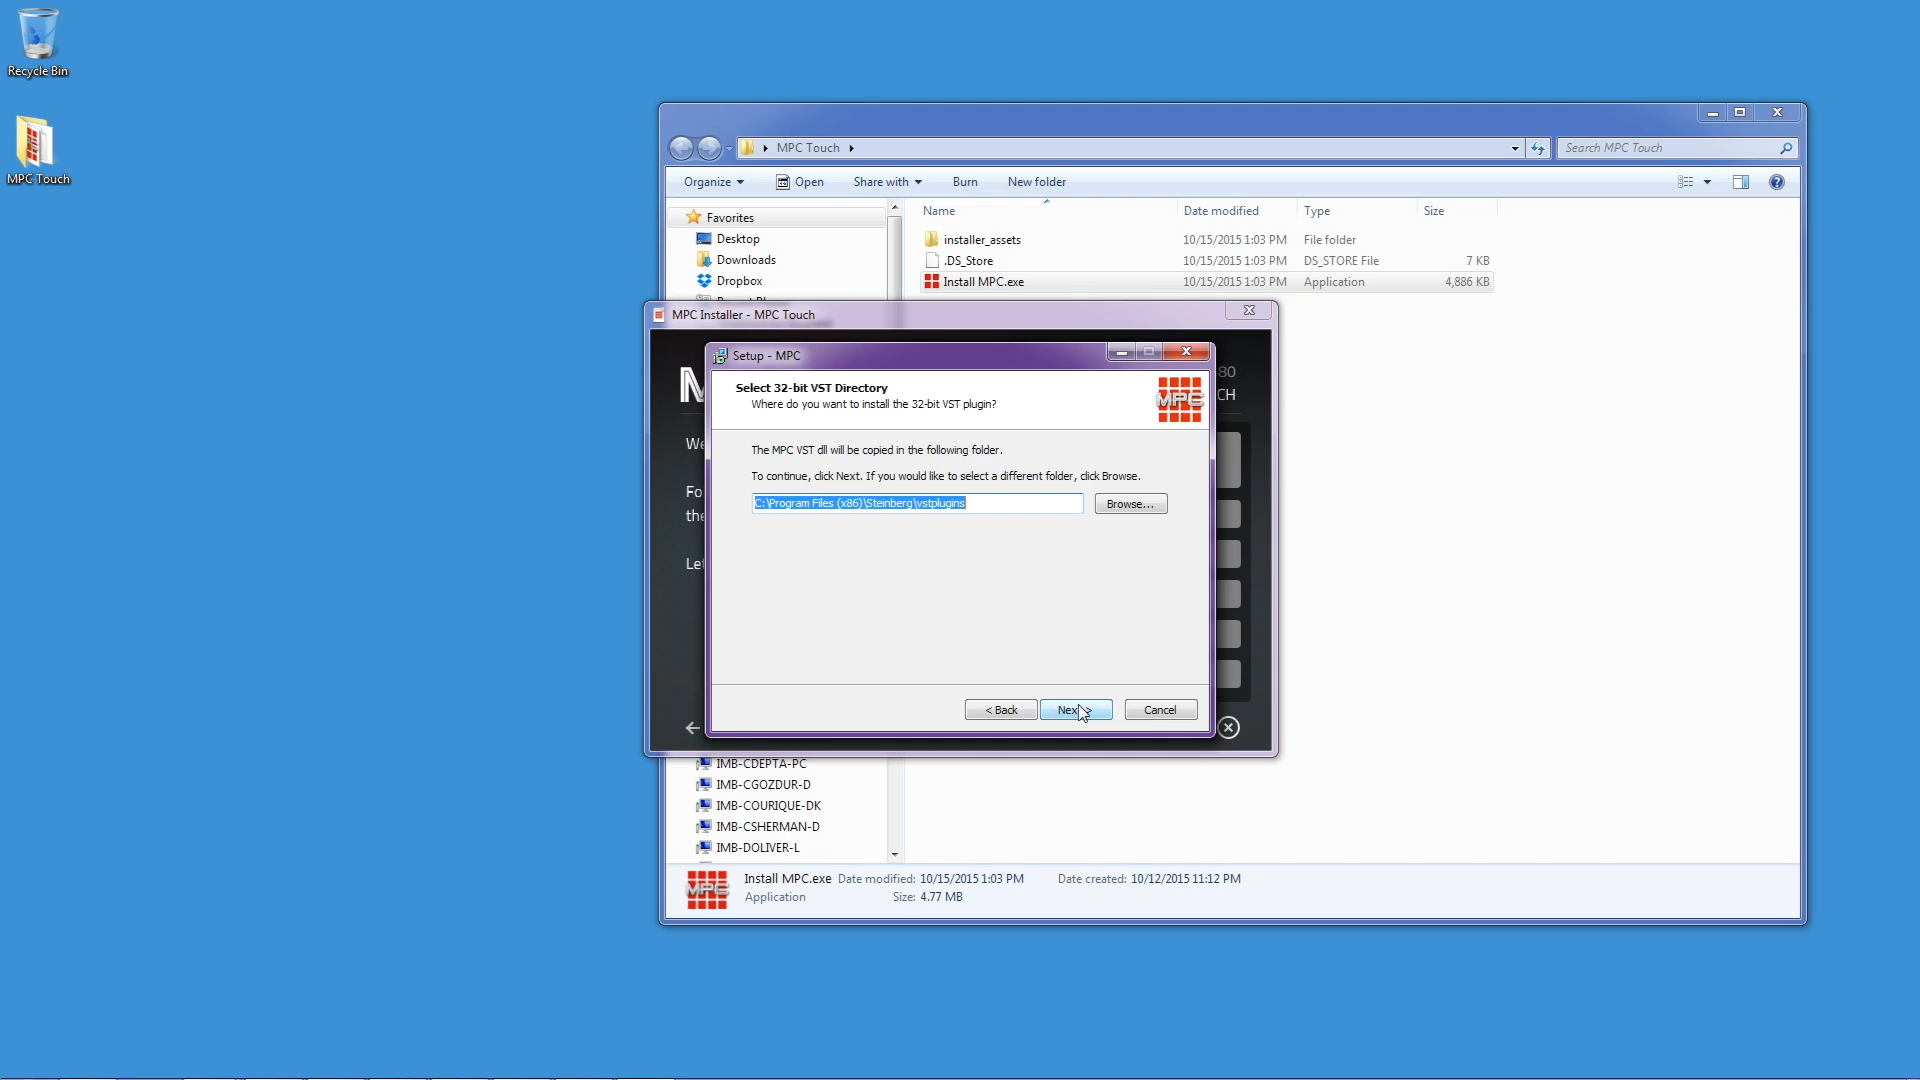 Recycle Bin
MPC Touch
MPC Touch
Search MPC Touch
Organize
Open
Share with
Burn
New folder
Name
Date modified
Type
Size
Favorites
Desktop
Downloads
Dropbox
installer_assets
10/15/2015 1:03 PM
File folder
.DS_Store
10/15/2015 1:03 PM
DS_STORE File
7 KB
Install MPC.exe
10/15/2015 1:03 PM
Application
4,886 KB
MPC Installer - MPC Touch
Setup - MPC
Select 32-bit VST Directory
Where do you want to install the 32-bit VST plugin?
MPC
The MPC VST dll will be copied in the following folder.
To continue, click Next. If you would like to select a different folder, click Browse.
C:\Program Files (x86)\Steinberg\vstplugins
Browse...
< Back
Cancel
IMB-CDEPTA-PC
IMB-CGOZDUR-D
IMB-COURIQUE-DK
IMB-CSHERMAN-D
IMB-DOLIVER-L
MPC
Install MPC.exe
Date modified: 10/15/2015 1:03 PM
Date created: 10/12/2015 11:12 PM
Application
Size: 4.77 MB